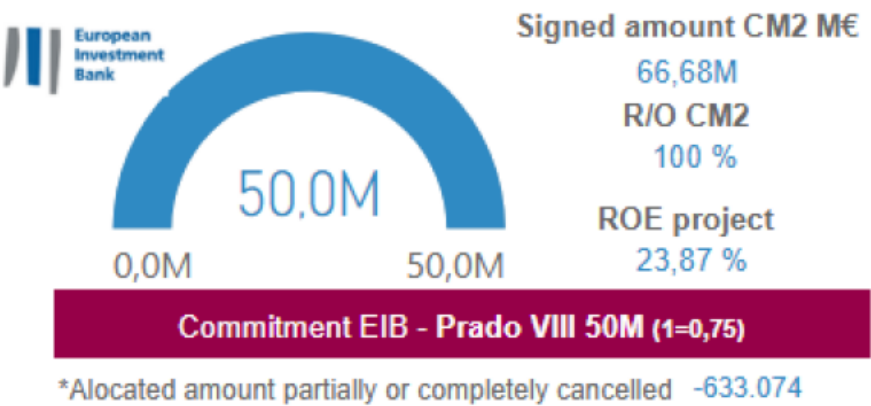 European
Investment
Bank
50,0M
0,0M
50,0M
Signed amount CM2 M€
66,68M
R/O CM2
100 %
ROE project
23,87 %
Commitment EIB - Prado VIII 50M (1=0,75)
*Alocated amount partially or completely cancelled -633.074